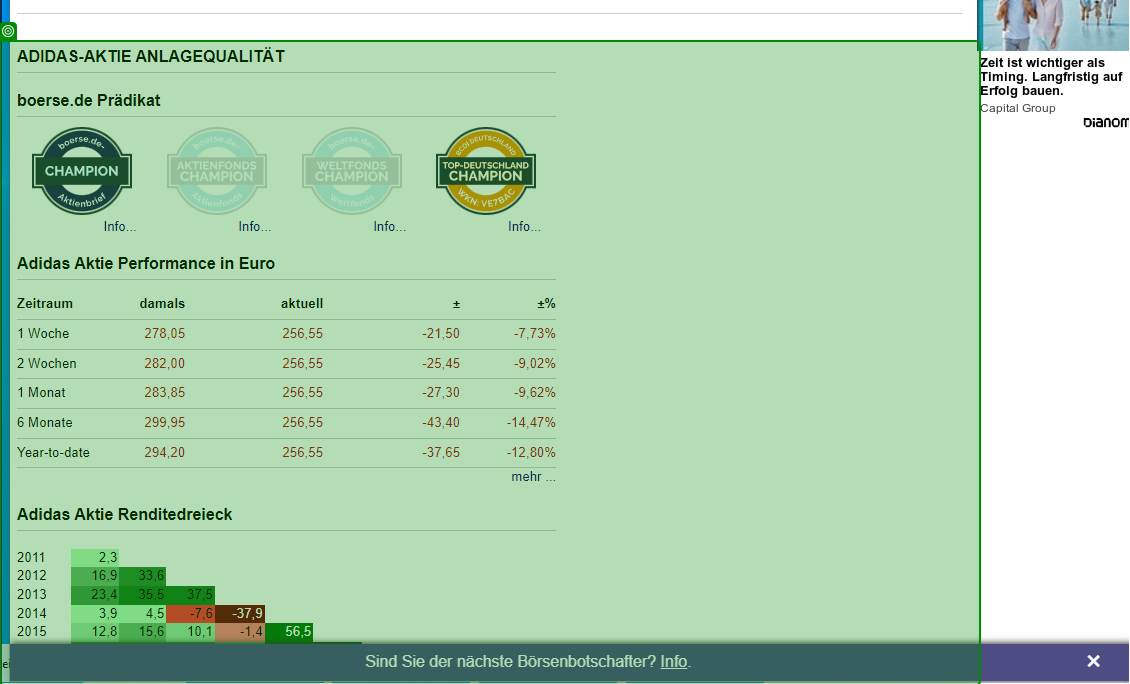 ADIDAS-AKTIE ANLAGEQUALITÄT
boerse.de Prädikat
boerse.de-
CHAMPION
Aktienbrief
boerse.de-
AKTIENFONDS
CHAMPION
Aktienfonds
boerse.de-
WELTFONDS
CHAMPION
Weltfonds
BCDI DEUTSCHLAND
TOP-DEUTSCHLAND
CHAMPION
WKN: VE7BAC
Info... Info... Info... Info...
Adidas Aktie Performance in Euro
Zeitraum damals aktuell ± ±%
1 Woche 278,05 256,55 -21,50 -7,73%
2 Wochen 282,00 256,55 -25,45 -9,02%
1 Monat 283,85 256,55 -27,30 -9,62%
6 Monate 299,95 256,55 -43,40 -14,47%
Year-to-date 294,20 256,55 -37,65 -12,80%
mehr ...
Adidas Aktie Renditedreieck
2011 2,3
2012 16,9 33,6
2013 23,4 35,5 37,5
2014 3,9 4,5 -7,6 -37,9
2015 12,8 15,6 10,1 -1,4 56,5
Sind Sie der nächste Börsenbotschafter? Info.
×
Zeit ist wichtiger als
Timing. Langfristig auf
Erfolg bauen.
Capital Group